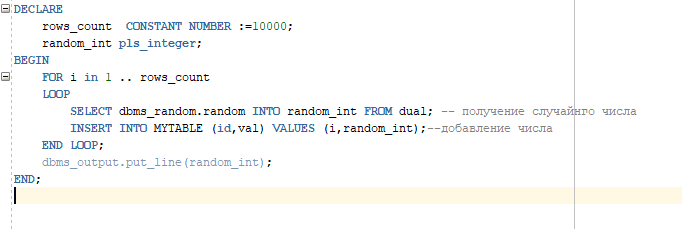 DECLARE
rows_count CONSTANT NUMBER :=10000;
random_int pls_integer;
BEGIN
FOR i in 1 .. rows_count
LOOP
SELECT dbms_random.random INTO random_int FROM dual; -- получение случайнго числа
INSERT INTO MYTABLE (id,val) VALUES (i,random_int);--добавление числа
END LOOP;
dbms_output.put_line(random_int);
END;